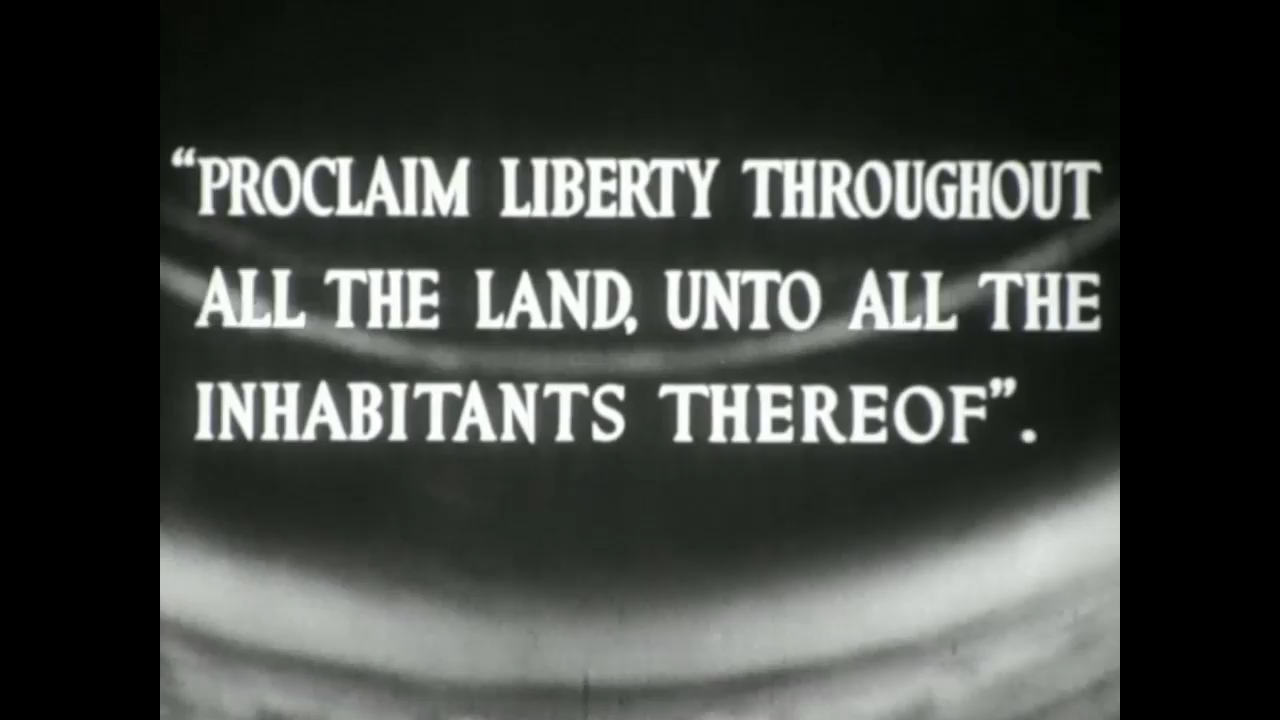 “PROCLAIM LIBERTY THROUGHOUT
ALL THE LAND, UNTO ALL THE
INHABITANTS THEREOF”.